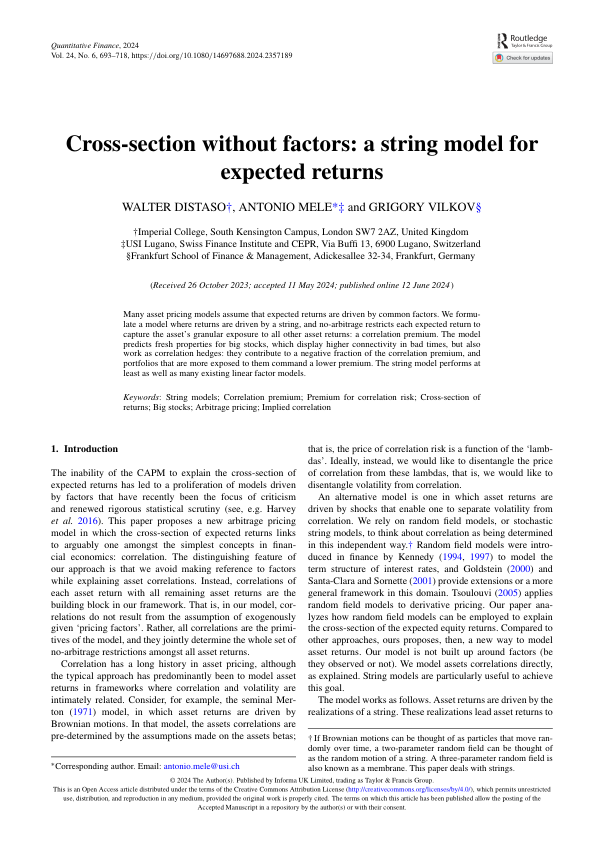 Quantitative Finance, 2024
Vol. 24, No. 6, 693–718, https://doi.org/10.1080/14697688.2024.2357189
Routledge
Taylor & Francis Group
Check for updates
Cross-section without factors: a string model for
expected returns
WALTER DISTASO†, ANTONIO MELE*‡ and GRIGORY VILKOV§
†Imperial College, South Kensington Campus, London SW7 2AZ, United Kingdom
‡USI Lugano, Swiss Finance Institute and CEPR, Via Buffi 13, 6900 Lugano, Switzerland
§Frankfurt School of Finance & Management, Adickesallee 32-34, Frankfurt, Germany
(Received 26 October 2023; accepted 11 May 2024; published online 12 June 2024)
Many asset pricing models assume that expected returns are driven by common factors. We formu-
late a model where returns are driven by a string, and no-arbitrage restricts each expected return to
capture the asset's granular exposure to all other asset returns: a correlation premium. The model
predicts fresh properties for big stocks, which display higher connectivity in bad times, but also
work as correlation hedges: they contribute to a negative fraction of the correlation premium, and
portfolios that are more exposed to them command a lower premium. The string model performs at
least as well as many existing linear factor models.
Keywords: String models; Correlation premium; Premium for correlation risk; Cross-section of
returns; Big stocks; Arbitrage pricing; Implied correlation
1. Introduction
The inability of the CAPM to explain the cross-section of
expected returns has led to a proliferation of models driven
by factors that have recently been the focus of criticism
and renewed rigorous statistical scrutiny (see, e.g. Harvey
et al. 2016). This paper proposes a new arbitrage pricing
model in which the cross-section of expected returns links
to arguably one amongst the simplest concepts in finan-
cial economics: correlation. The distinguishing feature of
our approach is that we avoid making reference to factors
while explaining asset correlations. Instead, correlations of
each asset return with all remaining asset returns are the
building block in our framework. That is, in our model, cor-
relations do not result from the assumption of exogenously
given 'pricing factors'. Rather, all correlations are the primi-
tives of the model, and they jointly determine the whole set of
no-arbitrage restrictions amongst all asset returns.
Correlation has a long history in asset pricing, although
the typical approach has predominantly been to model asset
returns in frameworks where correlation and volatility are
intimately related. Consider, for example, the seminal Mer-
ton (1971) model, in which asset returns are driven by
Brownian motions. In that model, the assets correlations are
pre-determined by the assumptions made on the assets betas;
*Corresponding author. Email: antonio.mele@usi.ch
that is, the price of correlation risk is a function of the 'lamb-
das'. Ideally, instead, we would like to disentangle the price
of correlation from these lambdas, that is, we would like to
disentangle volatility from correlation.
An alternative model is one in which asset returns are
driven by shocks that enable one to separate volatility from
correlation. We rely on random field models, or stochastic
string models, to think about correlation as being determined
in this independent way.† Random field models were intro-
duced in finance by Kennedy (1994, 1997) to model the
term structure of interest rates, and Goldstein (2000) and
Santa-Clara and Sornette (2001) provide extensions or a more
general framework in this domain. Tsoulouvi (2005) applies
random field models to derivative pricing. Our paper ana-
lyzes how random field models can be employed to explain
the cross-section of the expected equity returns. Compared to
other approaches, ours proposes, then, a new way to model
asset returns. Our model is not built up around factors (be
they observed or not). We model assets correlations directly,
as explained. String models are particularly useful to achieve
this goal.
The model works as follows. Asset returns are driven by the
realizations of a string. These realizations lead asset returns to
† If Brownian motions can be thought of as particles that move ran-
domly over time, a two-parameter random field can be thought of
as the random motion of a string. A three-parameter random field is
also known as a membrane. This paper deals with strings.
© 2024 The Author(s). Published by Informa UK Limited, trading as Taylor & Francis Group.
This is an Open Access article distributed under the terms of the Creative Commons Attribution License (http://creativecommons.org/licenses/by/4.0/), which permits unrestricted
use, distribution, and reproduction in any medium, provided the original work is properly cited. The terms on which this article has been published allow the posting of the
Accepted Manuscript in a repository by the author(s) or with their consent.